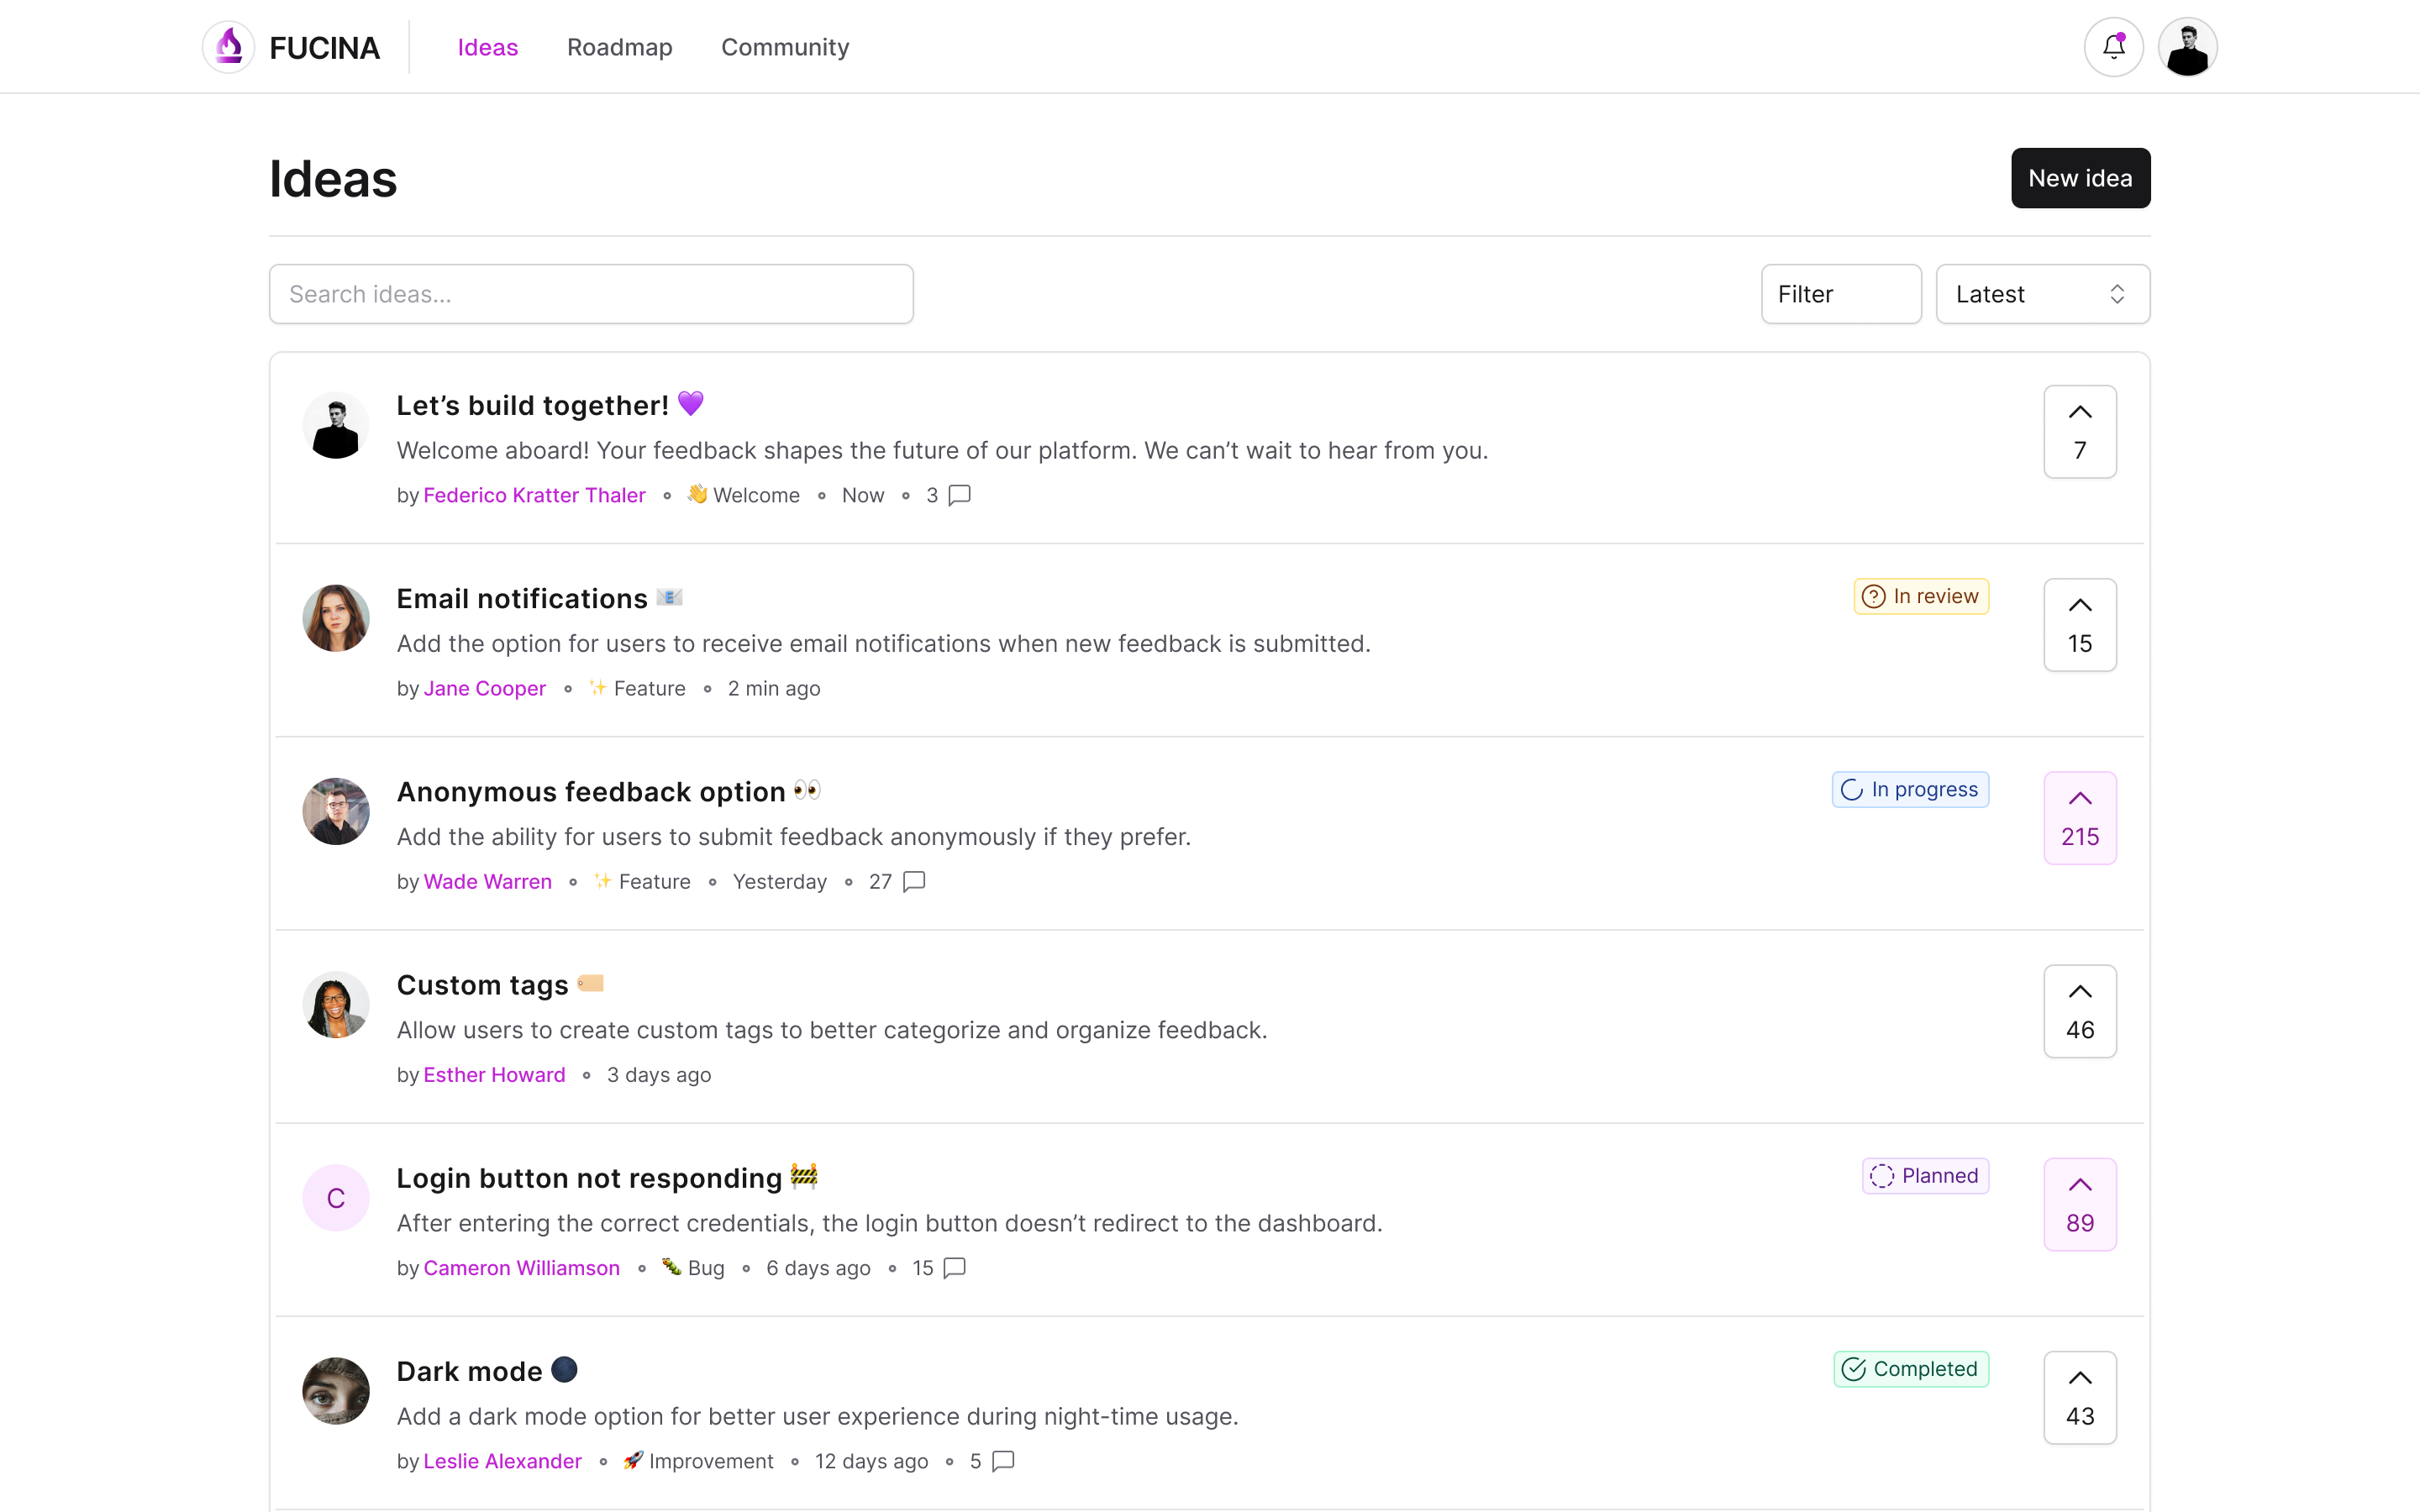 FUCINA
Ideas
Roadmap
Community
Ideas
New idea
Search ideas...
Filter
Latest
Let’s build together! 💜
Welcome aboard! Your feedback shapes the future of our platform. We can’t wait to hear from you.
by Federico Kratter Thaler • 👋 Welcome • Now • 3
7
Email notifications 📧
In review
Add the option for users to receive email notifications when new feedback is submitted.
by Jane Cooper • ✨ Feature • 2 min ago
15
Anonymous feedback option 👀
In progress
Add the ability for users to submit feedback anonymously if they prefer.
by Wade Warren • ✨ Feature • Yesterday • 27
215
Custom tags 🏷️
Allow users to create custom tags to better categorize and organize feedback.
by Esther Howard • 3 days ago
46
C
Login button not responding 🚧
Planned
After entering the correct credentials, the login button doesn’t redirect to the dashboard.
by Cameron Williamson • 🐛 Bug • 6 days ago • 15
89
Dark mode 🌑
Completed
Add a dark mode option for better user experience during night-time usage.
by Leslie Alexander • 🚀 Improvement • 12 days ago • 5
43